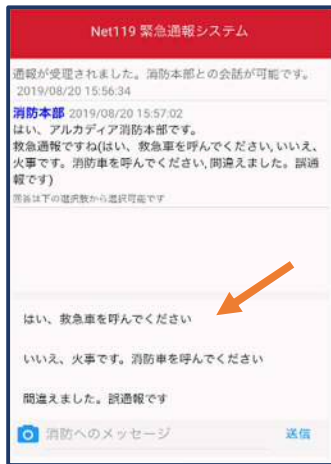 Net119 緊急通報システム
通報が受理されました。消防本部との会話が可能です。
2019/08/20 15:56:34
消防本部 2019/08/20 15:57:02
はい、アルカディア消防本部です。
救急通報ですね(はい、救急車を呼んでください,いいえ、
火事です。消防車を呼んでください,間違えました。誤通
報です)
回答は下の選択肢から選択可能です
はい、救急車を呼んでください
いいえ、火事です。消防車を呼んでください
間違えました。誤通報です
消防へのメッセージ 送信